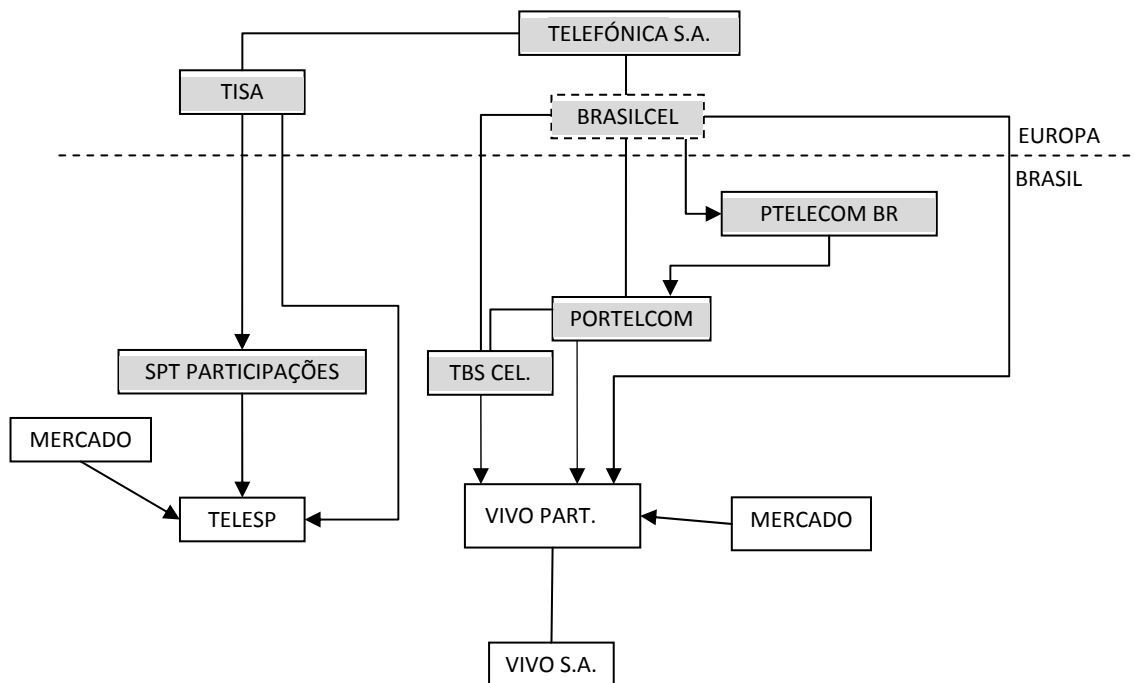 TELEFÓNICA S.A.
TISA
BRASILCEL
EUROPA
BRASIL
PTELECOM BR
PORTELCOM
SPT PARTICIPAÇÕES
TBS CEL.
MERCADO
TELESP
VIVO PART.
MERCADO
VIVO S.A.